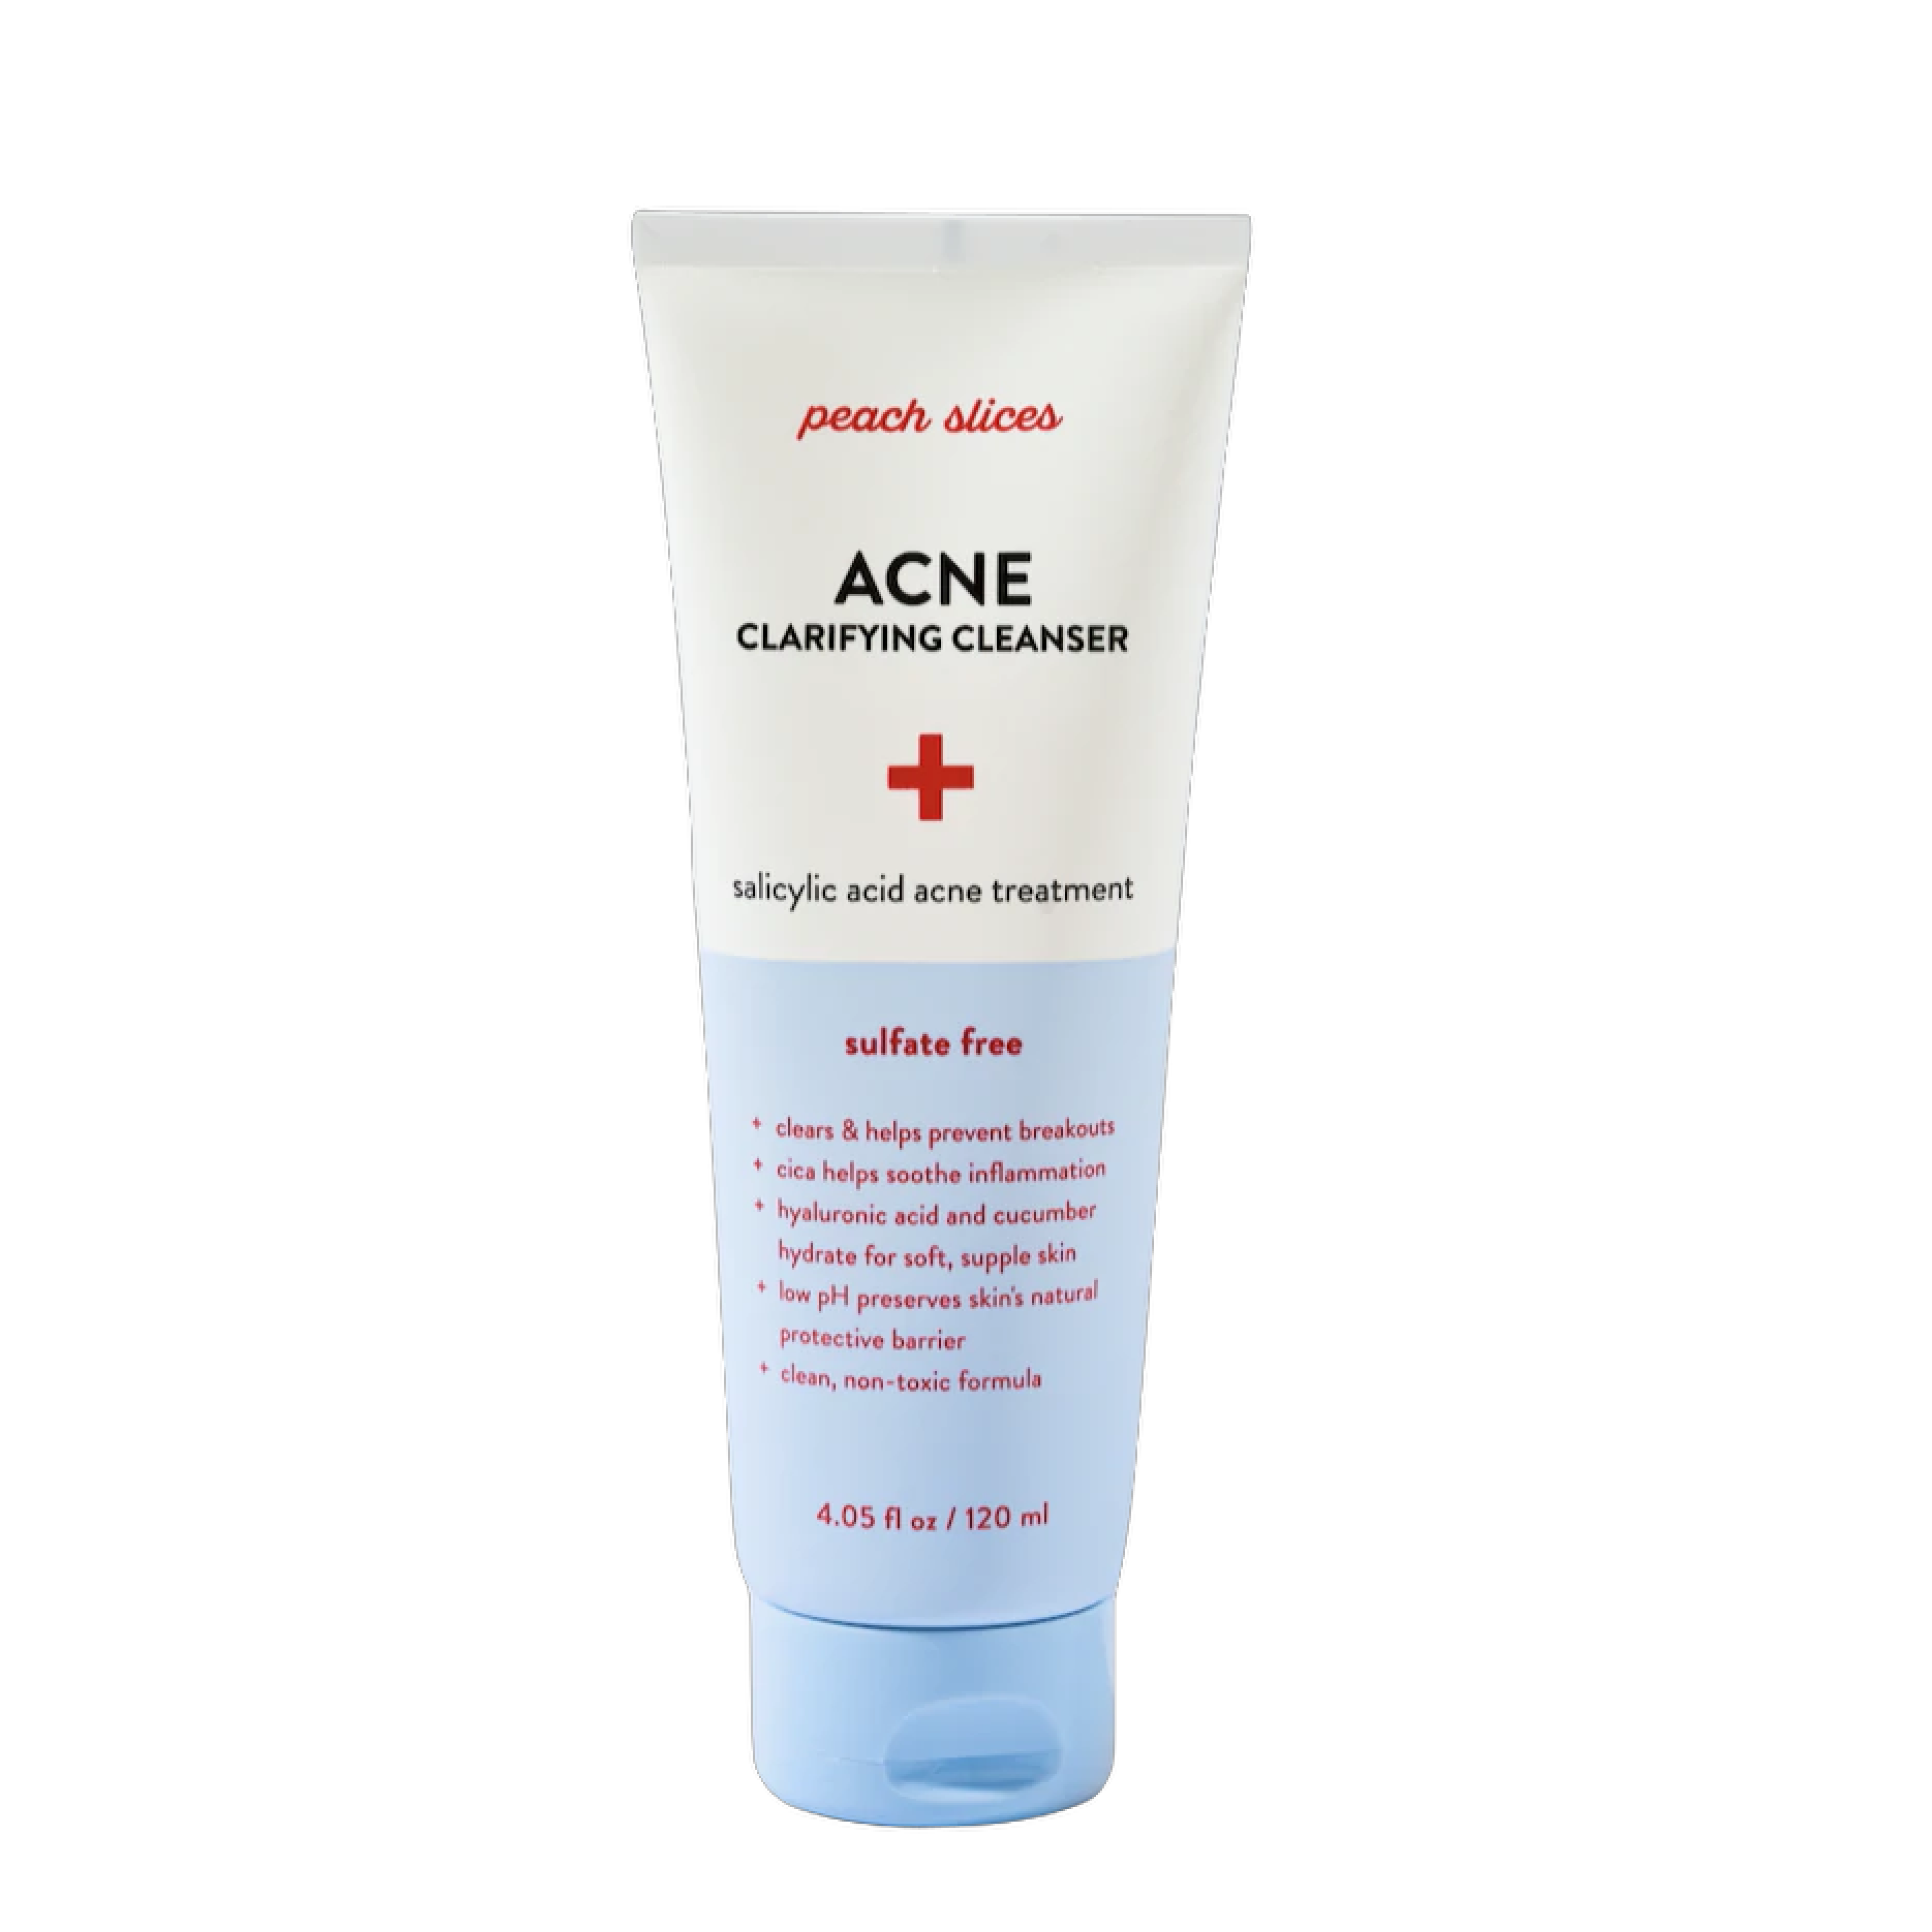 peach slices
ACNE
CLARIFYING CLEANSER
salicylic acid acne treatment
sulfate free
+ clears & helps prevent breakouts
+ cica helps soothe inflammation
+ hyaluronic acid and cucumber
hydrate for soft, supple skin
+ low pH preserves skin's natural
protective barrier
+ clean, non-toxic formula
4.05 fl oz / 120 ml